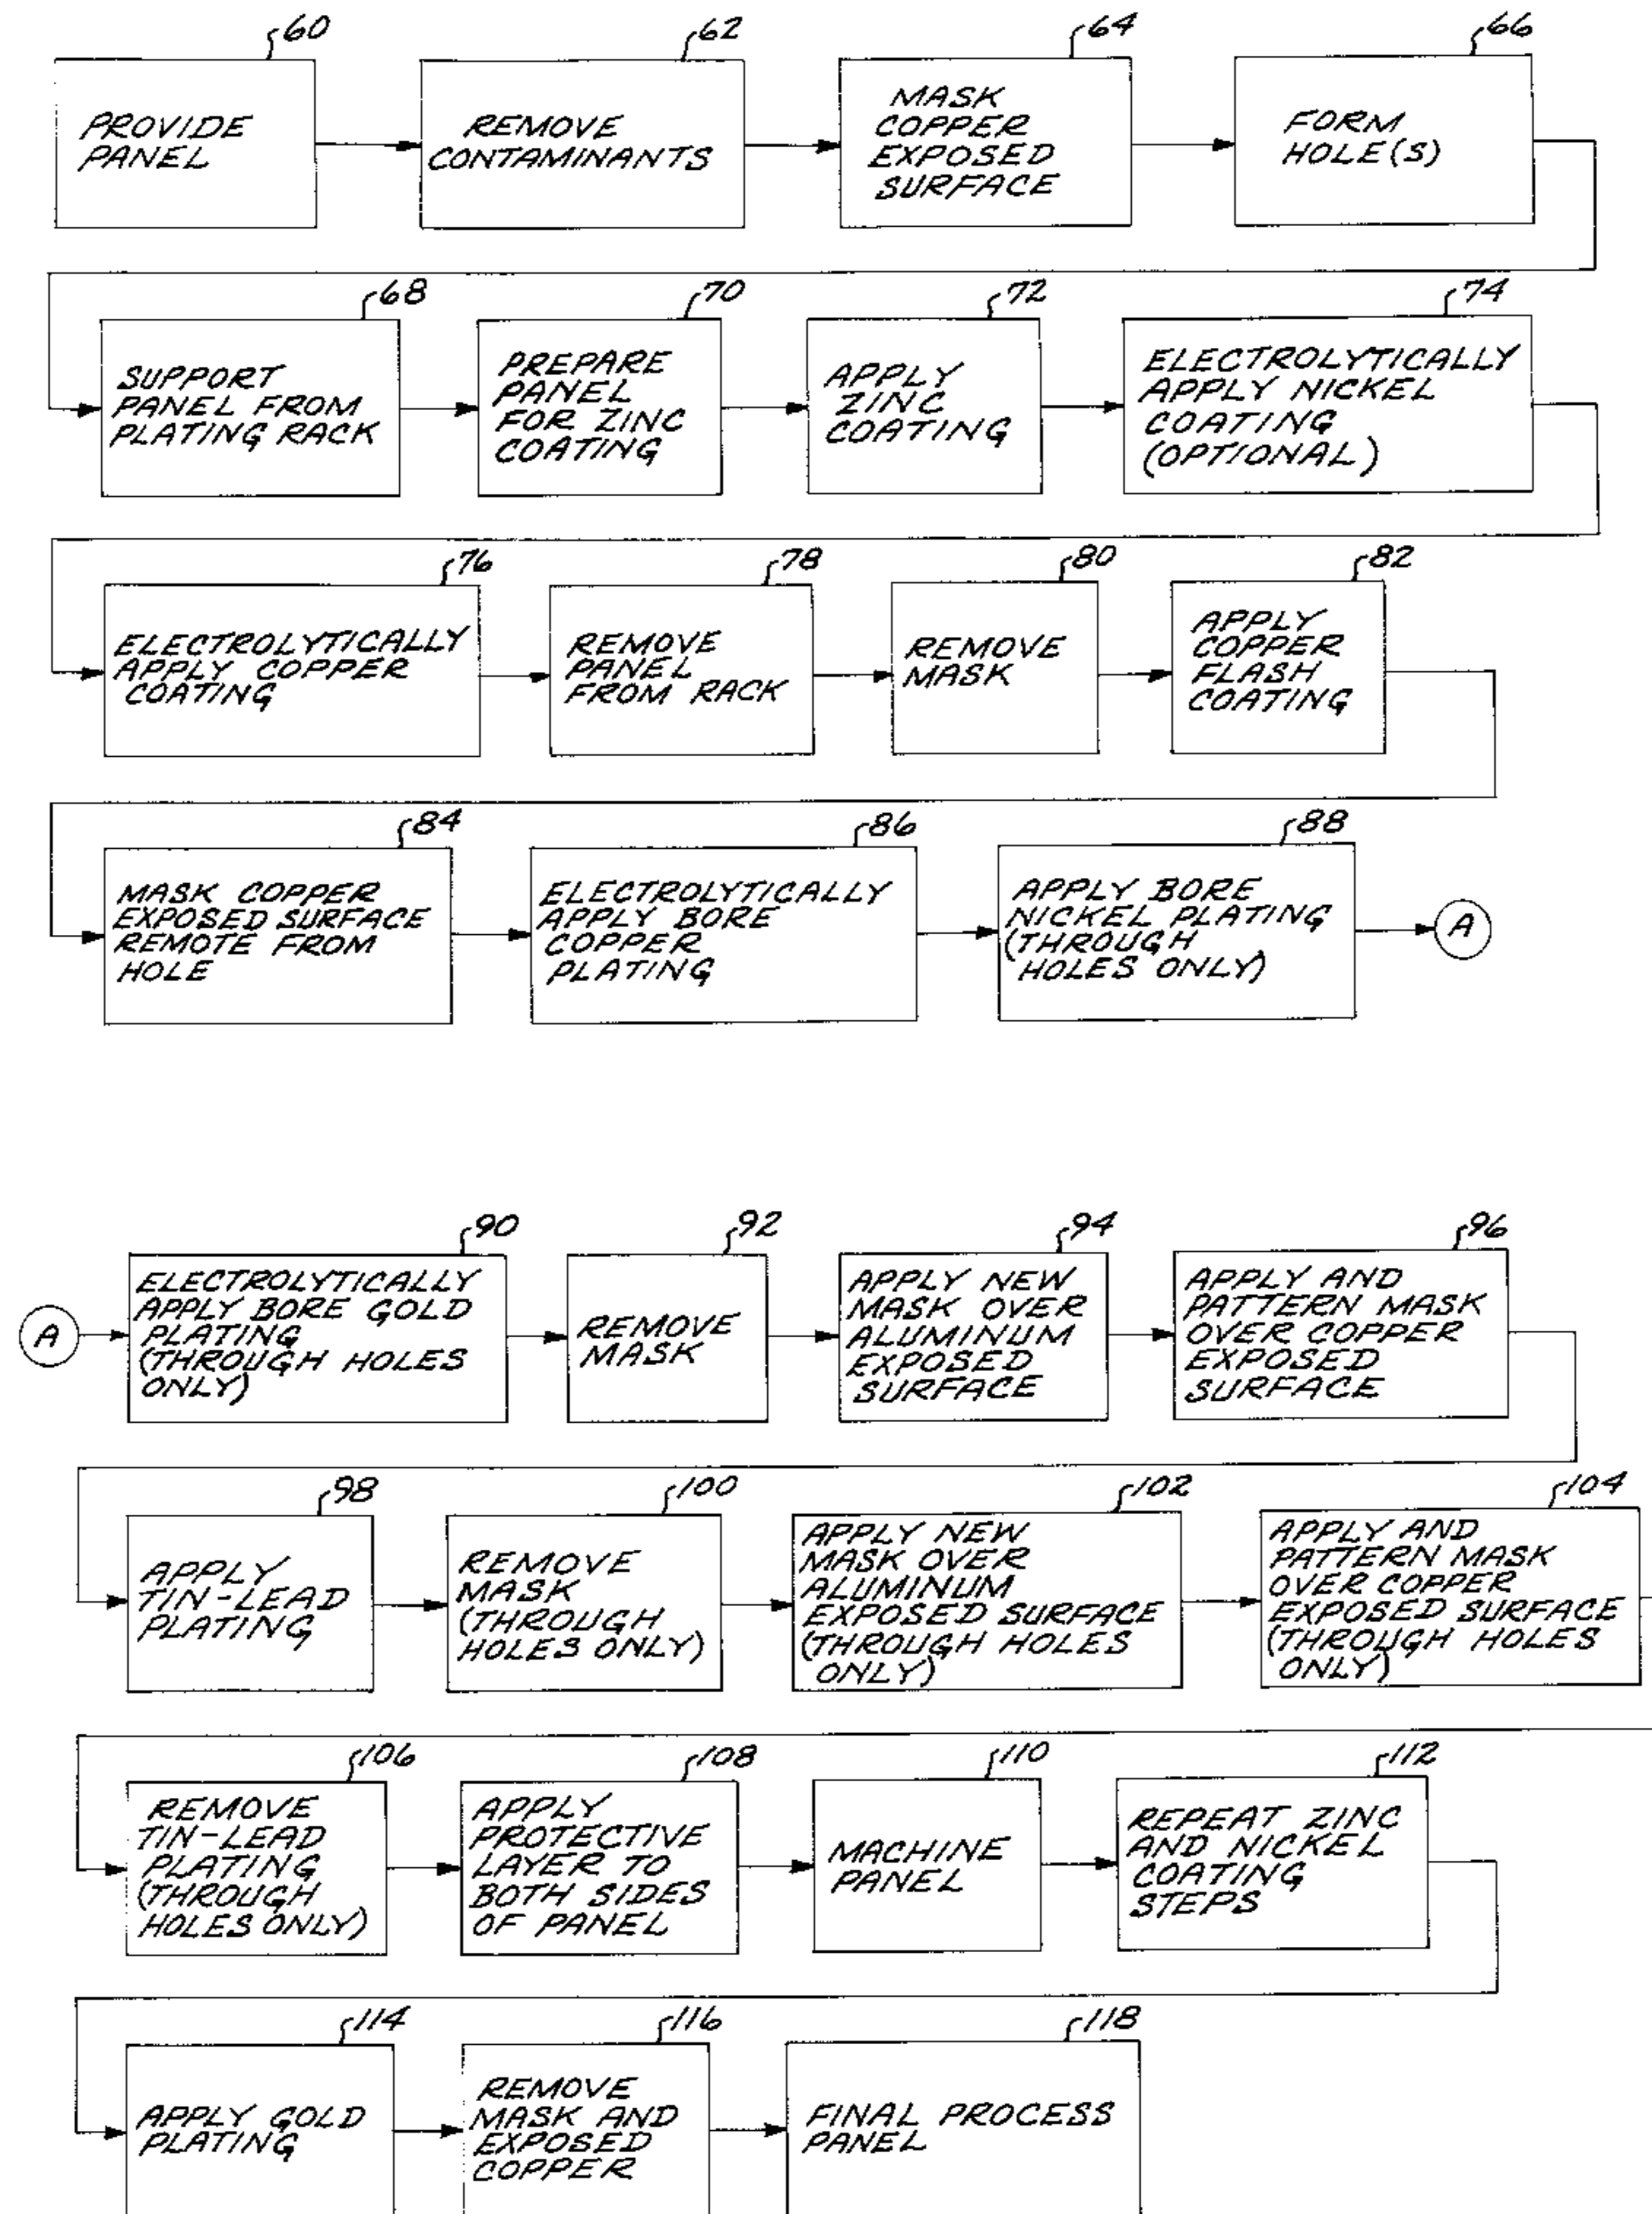 60
PROVIDE
PANEL
62
REMOVE
CONTAMINANTS
64
MASK
COPPER
EXPOSED
SURFACE
66
FORM
HOLE(S)
68
SUPPORT
PANEL FROM
PLATING RACK
70
PREPARE
PANEL
FOR ZINC
COATING
72
APPLY
ZINC
COATING
74
ELECTROLYTICALLY
APPLY NICKEL
COATING
(OPTIONAL)
76
ELECTROLYTICALLY
APPLY COPPER
COATING
78
REMOVE
PANEL
FROM RACK
80
REMOVE
MASK
82
APPLY
COPPER
FLASH
COATING
84
MASK COPPER
EXPOSED SURFACE
REMOTE FROM
HOLE
86
ELECTROLYTICALLY
APPLY BORE
COPPER
PLATING
88
APPLY BORE
NICKEL PLATING
(THROUGH
HOLES ONLY)
A
A
90
ELECTROLYTICALLY
APPLY BORE GOLD
PLATING
(THROUGH HOLES
ONLY)
92
REMOVE
MASK
94
APPLY NEW
MASK OVER
ALUMINUM
EXPOSED
SURFACE
96
APPLY AND
PATTERN MASK
OVER COPPER
EXPOSED
SURFACE
98
APPLY
TIN-LEAD
PLATING
100
REMOVE
MASK
(THROUGH
HOLES ONLY)
102
APPLY NEW
MASK OVER
ALUMINUM
EXPOSED SURFACE
(THROUGH HOLES
ONLY)
104
APPLY AND
PATTERN MASK
OVER COPPER
EXPOSED SURFACE
(THROUGH HOLES
ONLY)
106
REMOVE
TIN-LEAD
PLATING
(THROUGH
HOLES ONLY)
108
APPLY
PROTECTIVE
LAYER TO
BOTH SIDES
OF PANEL
110
MACHINE
PANEL
112
REPEAT ZINC
AND NICKEL
COATING
STEPS
114
APPLY GOLD
PLATING
116
REMOVE
MASK AND
EXPOSED
COPPER
118
FINAL PROCESS
PANEL